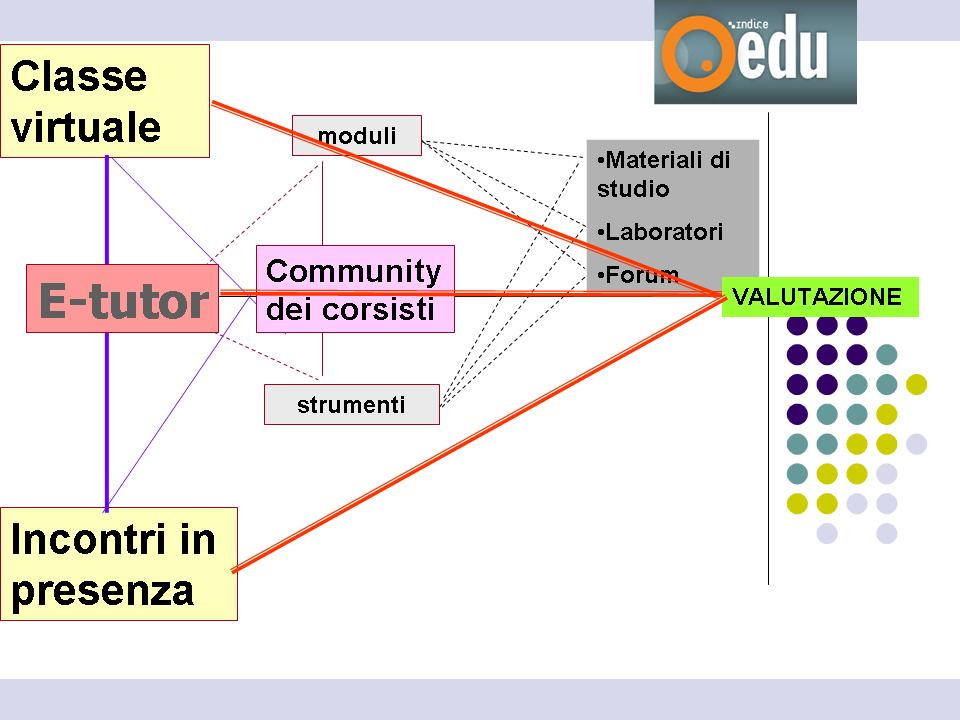 indice
edu
Classe
virtuale
moduli
•Materiali di
studio
•Laboratori
•Forum
E-tutor
Community
dei corsisti
VALUTAZIONE
strumenti
Incontri in
presenza